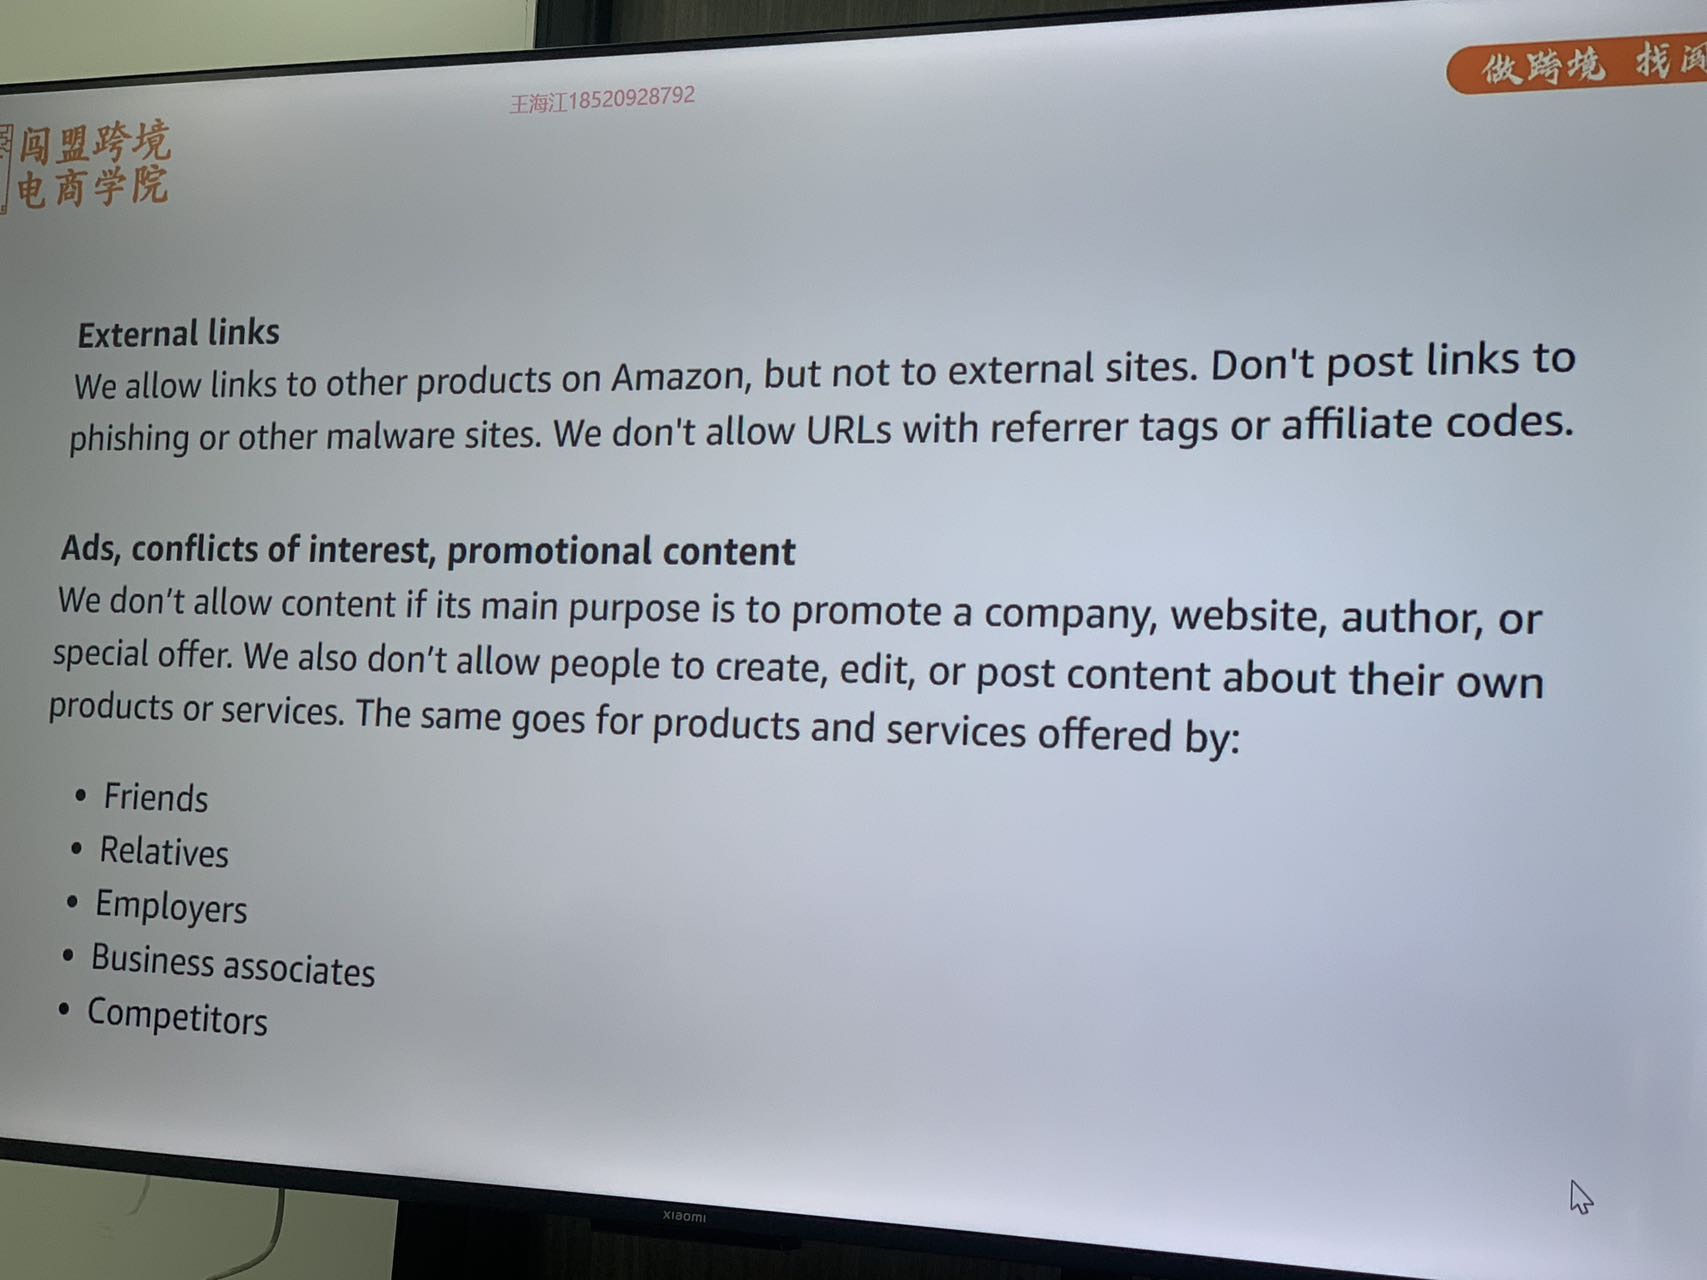 做跨境 找
王海江18520928792
闯盟跨境
电商学院
External links
We allow links to other products on Amazon, but not to external sites. Don't post links to
phishing or other malware sites. We don't allow URLs with referrer tags or affiliate codes.
Ads, conflicts of interest, promotional content
We don’t allow content if its main purpose is to promote a company, website, author, or
special offer. We also don’t allow people to create, edit, or post content about their own
products or services. The same goes for products and services offered by:
• Friends
• Relatives
• Employers
• Business associates
• Competitors
xiaomi